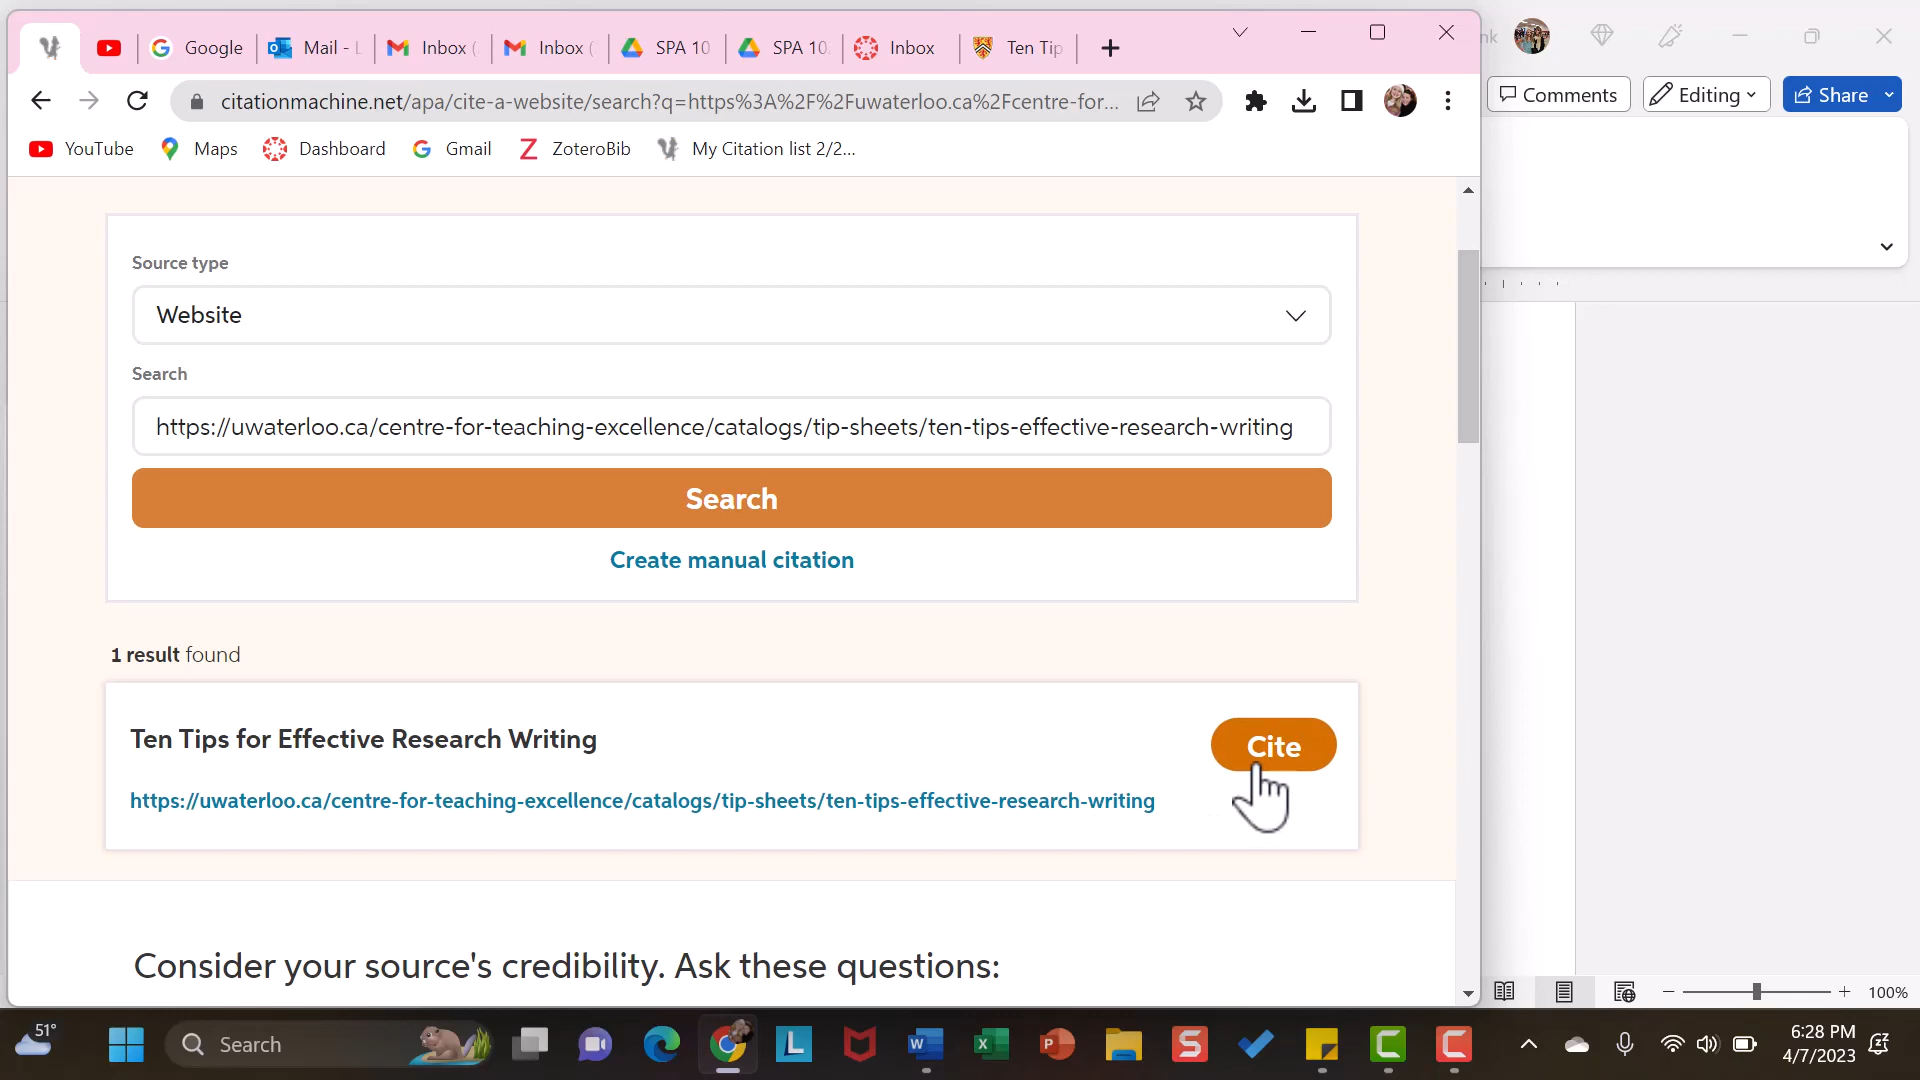 Google
Mail - L
Inbox (
Inbox (
SPA 10
SPA 10.
Inbox
Ten Tip
nk
citationmachine.net/apa/cite-a-website/search?q=https%3A%2F%2Fuwaterloo.ca%2Fcentre-for...
Comments
Editing
Share
YouTube
Maps
Dashboard
Gmail
ZoteroBib
My Citation list 2/2...
Source type
Website
Search
https://uwaterloo.ca/centre-for-teaching-excellence/catalogs/tip-sheets/ten-tips-effective-research-writing
Search
Create manual citation
1 result found
Ten Tips for Effective Research Writing
Cite
https://uwaterloo.ca/centre-for-teaching-excellence/catalogs/tip-sheets/ten-tips-effective-research-writing
Consider your source's credibility. Ask these questions:
100%
51°
Search
6:28 PM
4/7/2023